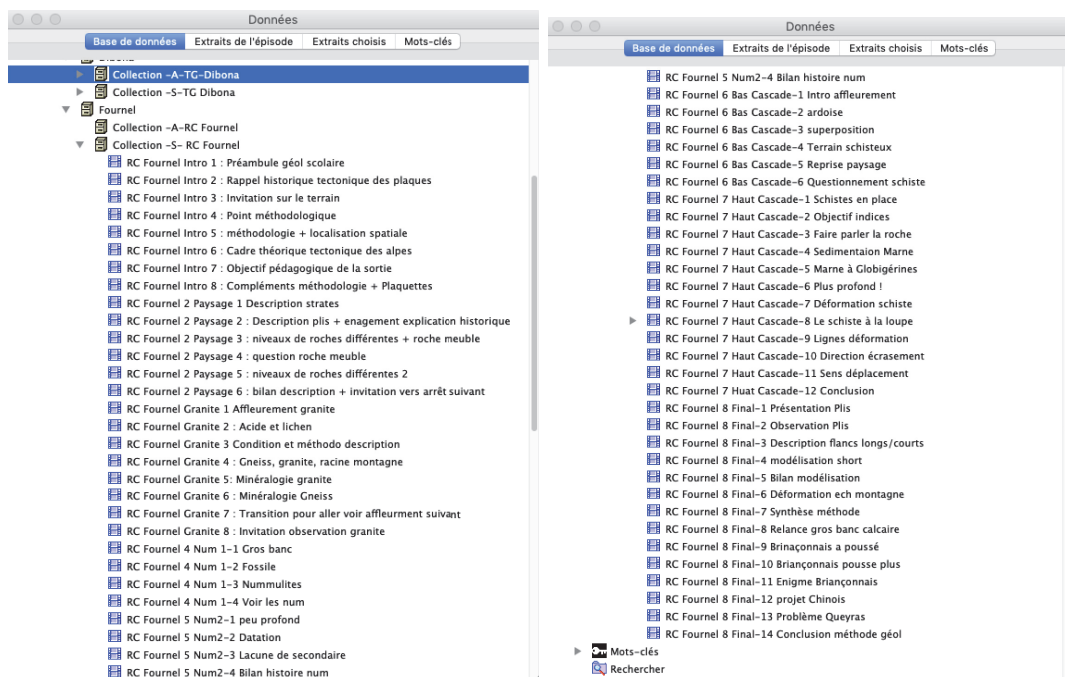 Données
Base de données Extraits de l'épisode Extraits choisis Mots-clés
Dibona
Collection -A-TG-Dibona
Collection -S-TG Dibona
Fournel
Collection -A-RC Fournel
Collection -S- RC Fournel
RC Fournel Intro 1 : Préambule géol scolaire
RC Fournel Intro 2 : Rappel historique tectonique des plaques
RC Fournel Intro 3 : Invitation sur le terrain
RC Fournel Intro 4 : Point méthodologique
RC Fournel Intro 5 : méthodologie + localisation spatiale
RC Fournel Intro 6 : Cadre théorique tectonique des alpes
RC Fournel Intro 7 : Objectif pédagogique de la sortie
RC Fournel Intro 8 : Compléments méthodologie + Plaquettes
RC Fournel 2 Paysage 1 Description strates
RC Fournel 2 Paysage 2 : Description plis + enagement explication historique
RC Fournel 2 Paysage 3 : niveaux de roches différentes + roche meuble
RC Fournel 2 Paysage 4 : question roche meuble
RC Fournel 2 Paysage 5 : niveaux de roches différentes 2
RC Fournel 2 Paysage 6 : bilan description + invitation vers arrêt suivant
RC Fournel Granite 1 Affleurement granite
RC Fournel Granite 2 : Acide et lichen
RC Fournel Granite 3 Condition et méthodo description
RC Fournel Granite 4 : Gneiss, granite, racine montagne
RC Fournel Granite 5: Minéralogie granite
RC Fournel Granite 6 : Minéralogie Gneiss
RC Fournel Granite 7 : Transition pour aller voir affleurment suivant
RC Fournel Granite 8 : Invitation observation granite
RC Fournel 4 Num 1-1 Gros banc
RC Fournel 4 Num 1-2 Fossile
RC Fournel 4 Num 1-3 Nummulites
RC Fournel 4 Num 1-4 Voir les num
RC Fournel 5 Num2-1 peu profond
RC Fournel 5 Num2-2 Datation
RC Fournel 5 Num2-3 Lacune de secondaire
RC Fournel 5 Num2-4 Bilan histoire num
Données
Base de données Extraits de l'épisode Extraits choisis Mots-clés
RC Fournel 5 Num2-4 Bilan histoire num
RC Fournel 6 Bas Cascade-1 Intro affleurement
RC Fournel 6 Bas Cascade-2 ardoise
RC Fournel 6 Bas Cascade-3 superposition
RC Fournel 6 Bas Cascade-4 Terrain schisteux
RC Fournel 6 Bas Cascade-5 Reprise paysage
RC Fournel 6 Bas Cascade-6 Questionnement schiste
RC Fournel 7 Haut Cascade-1 Schistes en place
RC Fournel 7 Haut Cascade-2 Objectif indices
RC Fournel 7 Haut Cascade-3 Faire parler la roche
RC Fournel 7 Haut Cascade-4 Sedimentaion Marne
RC Fournel 7 Haut Cascade-5 Marne à Globigérines
RC Fournel 7 Haut Cascade-6 Plus profond !
RC Fournel 7 Haut Cascade-7 Déformation schiste
RC Fournel 7 Haut Cascade-8 Le schiste à la loupe
RC Fournel 7 Haut Cascade-9 Lignes déformation
RC Fournel 7 Haut Cascade-10 Direction écrasement
RC Fournel 7 Haut Cascade-11 Sens déplacement
RC Fournel 7 Huat Cascade-12 Conclusion
RC Fournel 8 Final-1 Présentation Plis
RC Fournel 8 Final-2 Observation Plis
RC Fournel 8 Final-3 Description flancs longs/courts
RC Fournel 8 Final-4 modélisation short
RC Fournel 8 Final-5 Bilan modélisation
RC Fournel 8 Final-6 Déformation ech montagne
RC Fournel 8 Final-7 Synthèse méthode
RC Fournel 8 Final-8 Relance gros banc calcaire
RC Fournel 8 Final-9 Brinaçonnais a poussé
RC Fournel 8 Final-10 Briançonnais pousse plus
RC Fournel 8 Final-11 Enigme Briançonnais
RC Fournel 8 Final-12 projet Chinois
RC Fournel 8 Final-13 Problème Queyras
RC Fournel 8 Final-14 Conclusion méthode géol
Mots-clés
Rechercher